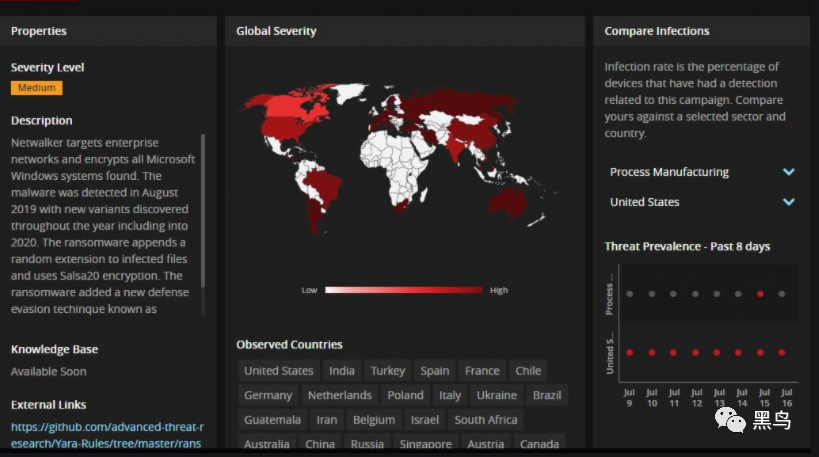 Properties
Severity Level
Medium
Description
Netwalker targets enterprise
networks and encrypts all Microsoft
Windows systems found. The
malware was detected in August
2019 with new variants discovered
throughout the year including into
2020. The ransomware appends a
random extension to infected files
and uses Salsa20 encryption. The
ransomware added a new defense
evasion techinque known as
Knowledge Base
Available Soon
External Links
https://github.com/advanced-threat-r
esearch/Yara-Rules/tree/master/rans
Global Severity
Low
High
Observed Countries
United States India Turkey Spain France Chile
Germany Netherlands Poland Italy Ukraine Brazil
Guatemala Iran Belgium Israel South Africa
Australia China Russia Singapore Austria Canada
Compare Infections
Infection rate is the percentage of
devices that have had a detection
related to this campaign. Compare
yours against a selected sector and
country.
Process Manufacturing
United States
Threat Prevalence - Past 8 days
Process ...
United S...
Jul Jul Jul Jul Jul Jul Jul Jul
9 10 11 12 13 14 15 16
黑鸟